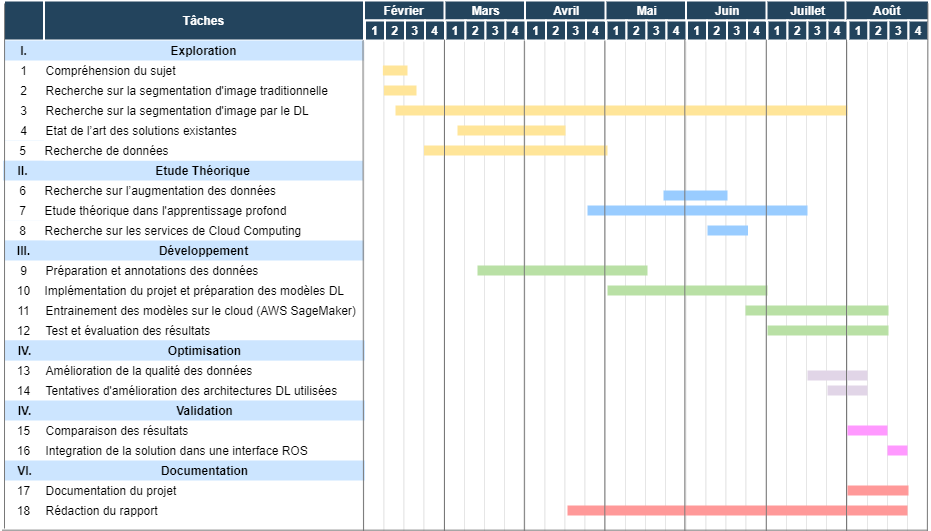 Tâches Février Mars Avril Mai Juin Juillet Août
1 2 3 4 1 2 3 4 1 2 3 4 1 2 3 4 1 2 3 4 1 2 3 4 1 2 3 4
I. Exploration
1 Compréhension du sujet
2 Recherche sur la segmentation d'image traditionnelle
3 Recherche sur la segmentation d'image par le DL
4 Etat de l'art des solutions existantes
5 Recherche de données
II. Etude Théorique
6 Recherche sur l'augmentation des données
7 Etude théorique dans l'apprentissage profond
8 Recherche sur les services de Cloud Computing
III. Développement
9 Préparation et annotations des données
10 Implémentation du projet et préparation des modèles DL
11 Entrainement des modèles sur le cloud (AWS SageMaker)
12 Test et évaluation des résultats
IV. Optimisation
13 Amélioration de la qualité des données
14 Tentatives d'amélioration des architectures DL utilisées
IV. Validation
15 Comparaison des résultats
16 Integration de la solution dans une interface ROS
VI. Documentation
17 Documentation du projet
18 Rédaction du rapport